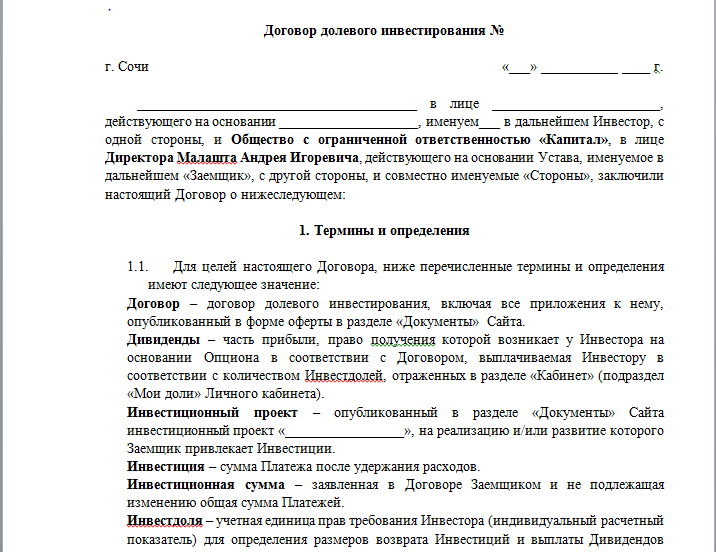 Договор долевого инвестирования №
г. Сочи «___» ___________ ____ г.
________________________________________ в лице ________________________,
действующего на основании ____________________, именуем___ в дальнейшем Инвестор, с
одной стороны, и Общество с ограниченной ответственностью «Капитал», в лице
Директора Малашта Андрея Игоревича, действующего на основании Устава, именуемое в
дальнейшем «Заемщик», с другой стороны, и совместно именуемые «Стороны», заключили
настоящий Договор о нижеследующем:
1. Термины и определения
1.1. Для целей настоящего Договора, ниже перечисленные термины и определения
имеют следующее значение:
Договор – договор долевого инвестирования, включая все приложения к нему,
опубликованный в форме оферты в разделе «Документы» Сайта.
Дивиденды – часть прибыли, право получения которой возникает у Инвестора на
основании Опциона в соответствии с Договором, выплачиваемая Инвестору в
соответствии с количеством Инвестдолей, отраженных в разделе «Кабинет» (подраздел
«Мои доли» Личного кабинета).
Инвестиционный проект – опубликованный в разделе «Документы» Сайта
инвестиционный проект «_________________», на реализацию и/или развитие которого
Заемщик привлекает Инвестиции.
Инвестиция – сумма Платежа после удержания расходов.
Инвестиционная сумма – заявленная в Договоре Заемщиком и не подлежащая
изменению общая сумма Платежей.
Инвестдоля – учетная единица прав требования Инвестора (индивидуальный расчетный
показатель) для определения размеров возврата Инвестиций и выплаты Дивидендов